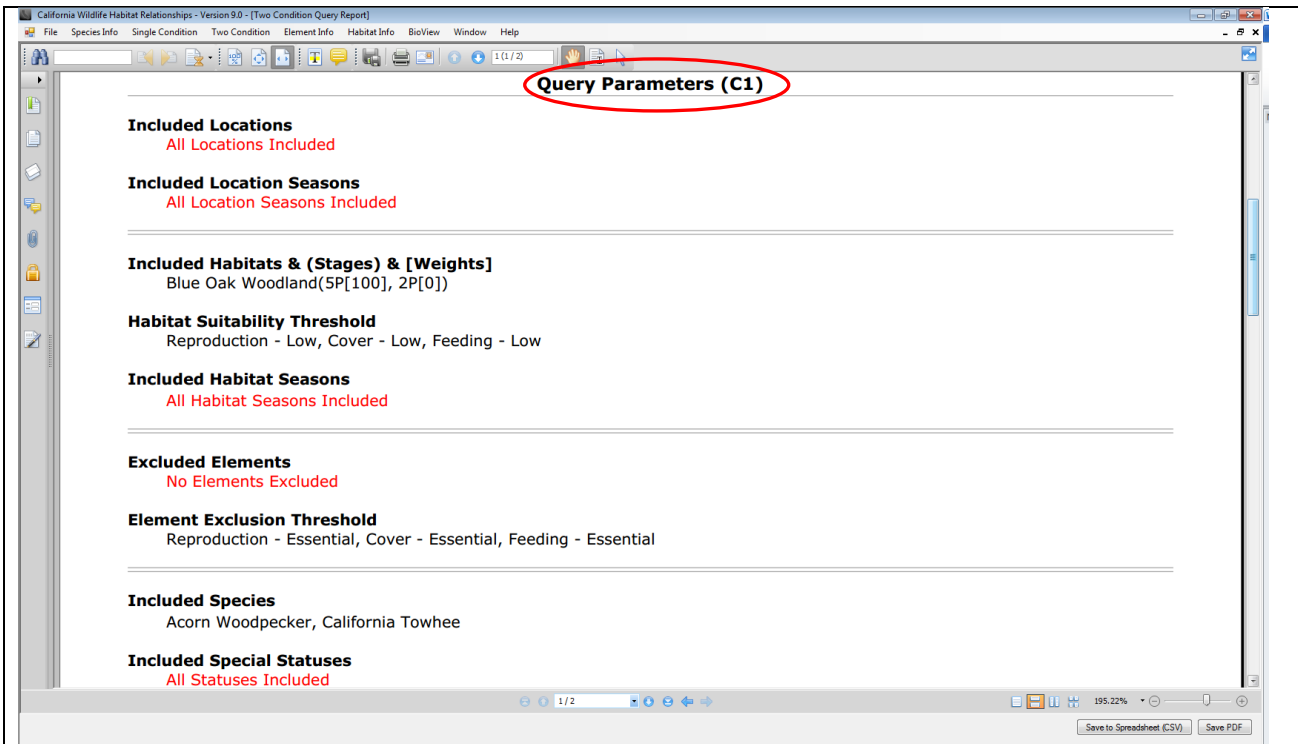 California Wildlife Habitat Relationships - Version 9.0 - [Two Condition Query Report]
File Species Info Single Condition Two Condition Element Info Habitat Info BioView Window Help
1 (1 / 2)
Query Parameters (C1)
Included Locations
All Locations Included
Included Location Seasons
All Location Seasons Included
Included Habitats & (Stages) & [Weights]
Blue Oak Woodland(5P[100], 2P[0])
Habitat Suitability Threshold
Reproduction - Low, Cover - Low, Feeding - Low
Included Habitat Seasons
All Habitat Seasons Included
Excluded Elements
No Elements Excluded
Element Exclusion Threshold
Reproduction - Essential, Cover - Essential, Feeding - Essential
Included Species
Acorn Woodpecker, California Towhee
Included Special Statuses
All Statuses Included
1/2 195.22%
Save to Spreadsheet (CSV) Save PDF